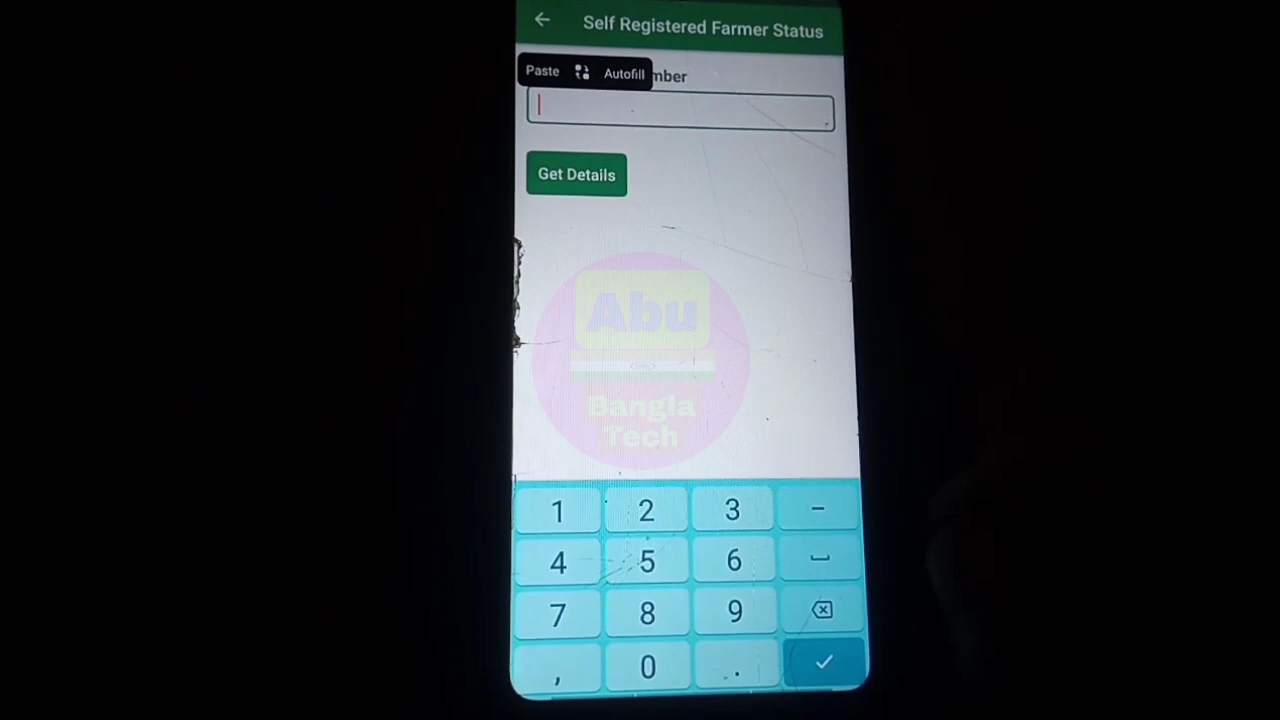 Self Registered Farmer Status
Paste Autofill mber
Get Details
Abu
Bangla
Tech
1 2 3 –
4 5 6
7 8 9
, 0 .